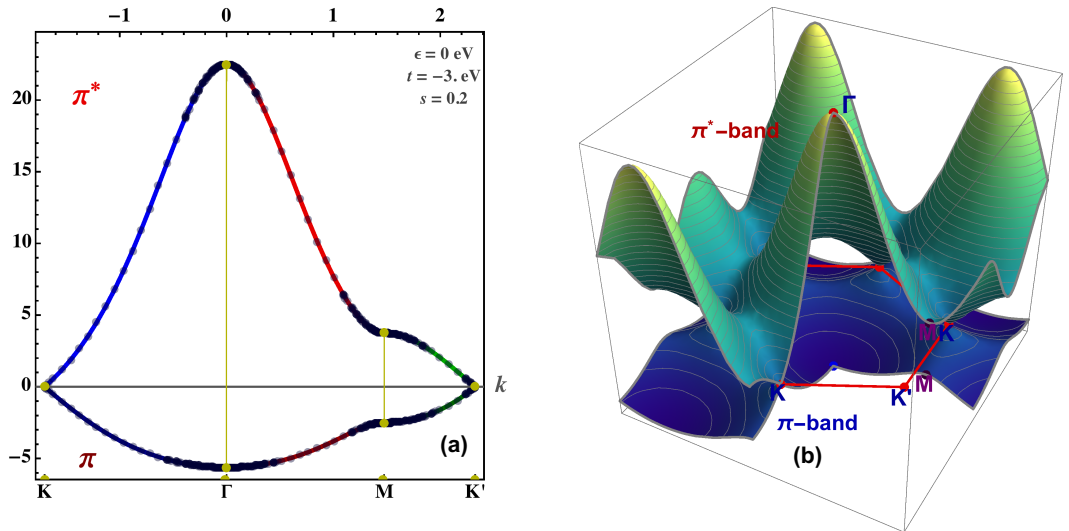 −1 0 1 2
ϵ = 0 eV
t = −3. eV
s = 0.2
π*
20
15
10
5
0
−5
k
π
(a)
K Γ M K'
Γ
π*−band
M K
K K' M
π−band
(b)